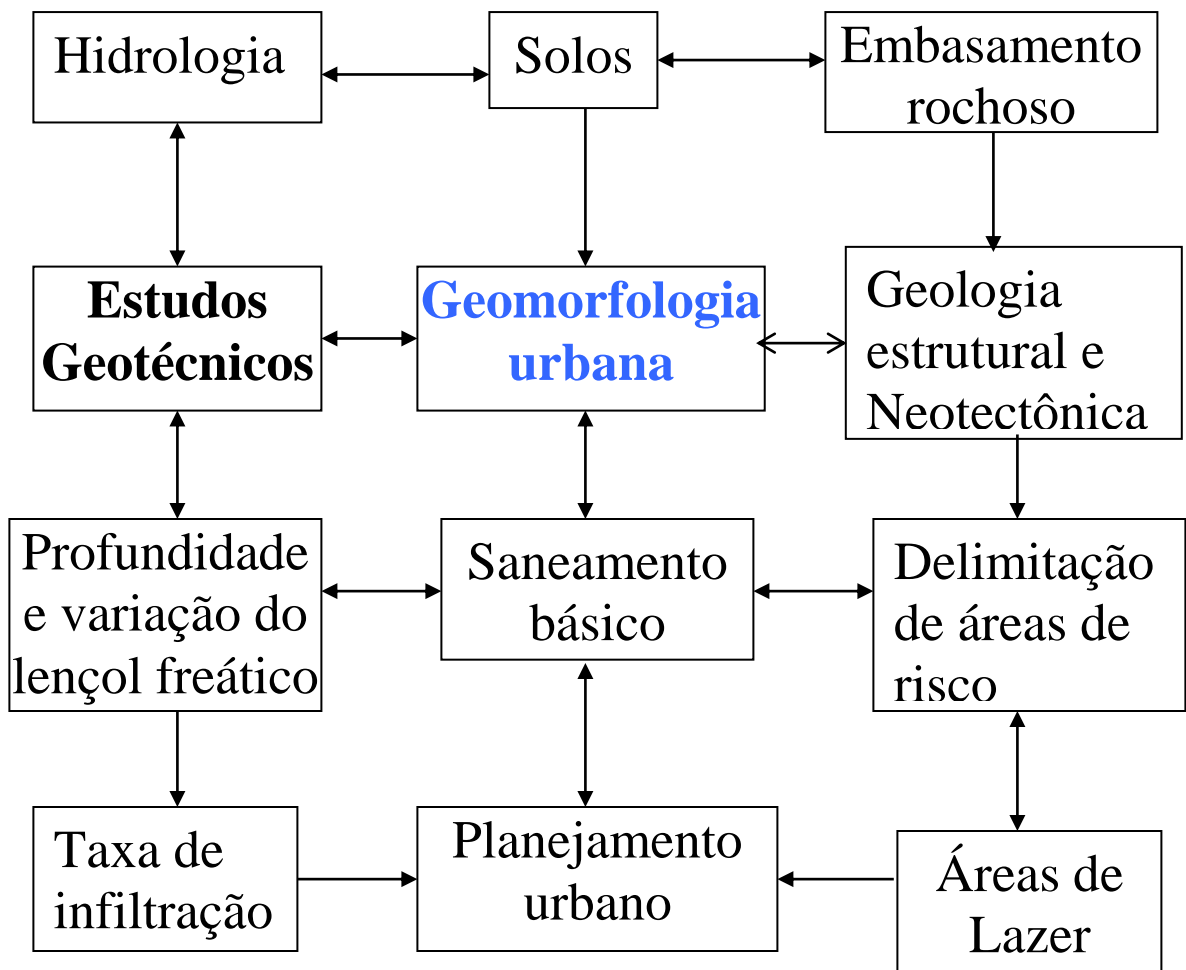 Hidrologia
Solos
Embasamento
rochoso
Estudos
Geotécnicos
Geomorfologia
urbana
Geologia
estrutural e
Neotectônica
Profundidade
e variação do
lençol freático
Saneamento
básico
Delimitação
de áreas de
risco
Taxa de
infiltração
Planejamento
urbano
Áreas de
Lazer